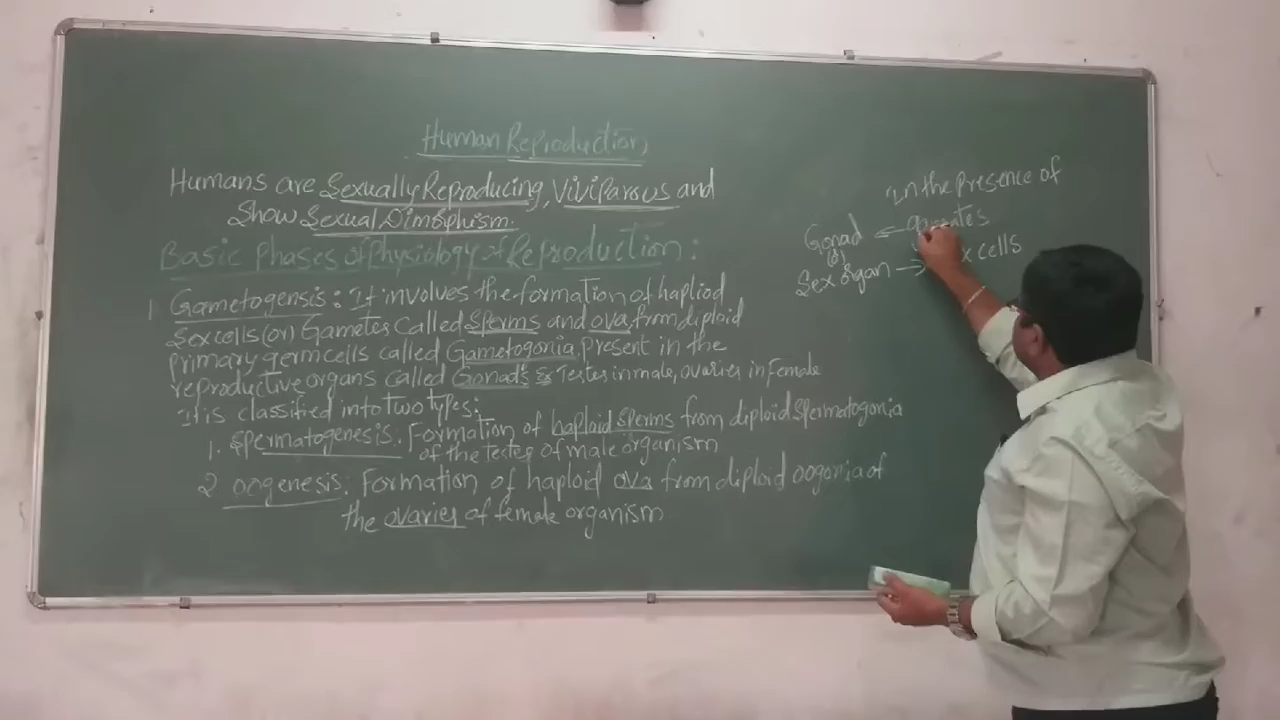 Human Reproduction,
Humans are Sexually Reproducing, Viviparous and
Show Sexual Dimorphism.
Basic Phases of Physiology of Reproduction:
1 Gametogensis: It involves the formation of hapliod
Sex cells (or) Gametes called Sperms and ova, from diploid
primary germ cells called Gametogonia, present in the
reproductive organs called Gonads Testes in male, ovaries in Female
It is classified into two types:
1. Spermatogenesis. Formation of haploid sperms from diploid spermatogonia
of the testes of male organism
2 oogenesis: Formation of haploid ova from diploid oogonia of
the ovaries of female organism
In the presence of
Gonad ← gametes
(or)
Sex organ → cells